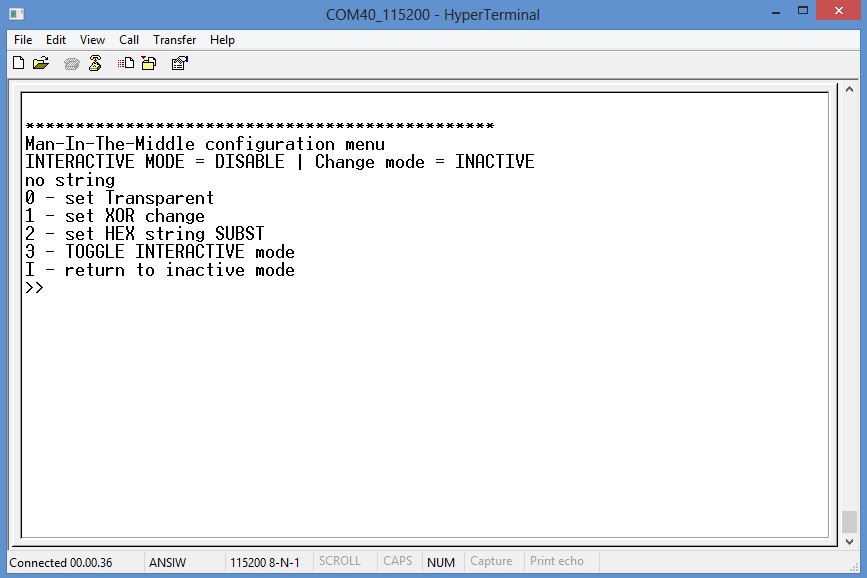 COM40_115200 - HyperTerminal
File Edit View Call Transfer Help
***********************************************
Man-In-The-Middle configuration menu
INTERACTIVE MODE = DISABLE | Change mode = INACTIVE
no string
0 - set Transparent
1 - set XOR change
2 - set HEX string SUBST
3 - TOGGLE INTERACTIVE mode
I - return to inactive mode
>>
Connected 00.00.36 ANSIW 115200 8-N-1 SCROLL CAPS NUM Capture Print echo